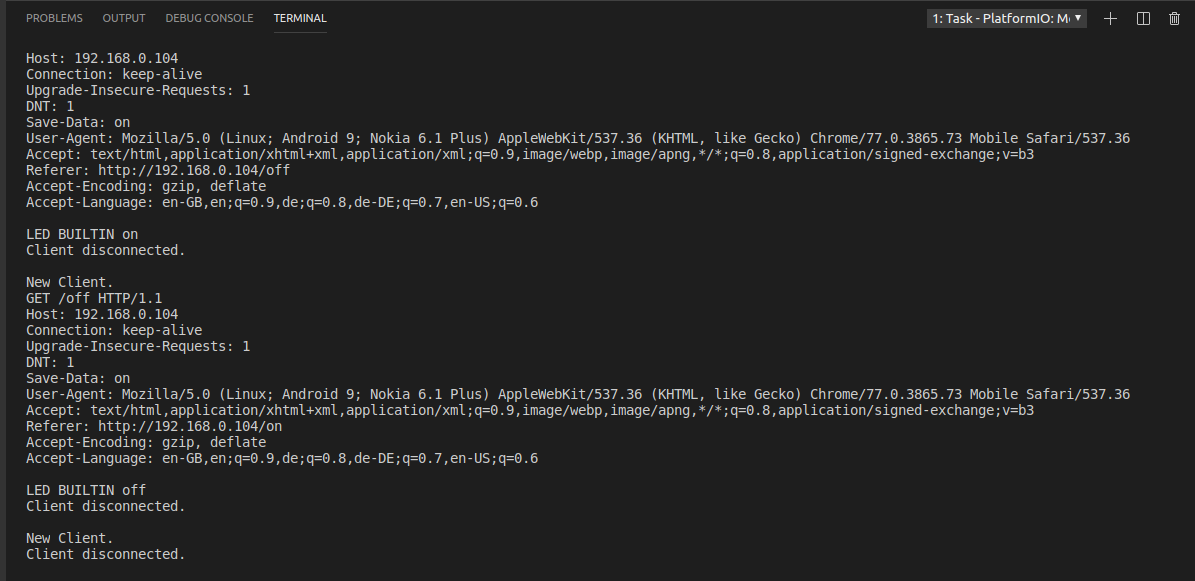 PROBLEMS OUTPUT DEBUG CONSOLE TERMINAL 1: Task - PlatformIO: Mo
Host: 192.168.0.104
Connection: keep-alive
Upgrade-Insecure-Requests: 1
DNT: 1
Save-Data: on
User-Agent: Mozilla/5.0 (Linux; Android 9; Nokia 6.1 Plus) AppleWebKit/537.36 (KHTML, like Gecko) Chrome/77.0.3865.73 Mobile Safari/537.36
Accept: text/html,application/xhtml+xml,application/xml;q=0.9,image/webp,image/apng,*/*;q=0.8,application/signed-exchange;v=b3
Referer: http://192.168.0.104/off
Accept-Encoding: gzip, deflate
Accept-Language: en-GB,en;q=0.9,de;q=0.8,de-DE;q=0.7,en-US;q=0.6
LED BUILTIN on
Client disconnected.
New Client.
GET /off HTTP/1.1
Host: 192.168.0.104
Connection: keep-alive
Upgrade-Insecure-Requests: 1
DNT: 1
Save-Data: on
User-Agent: Mozilla/5.0 (Linux; Android 9; Nokia 6.1 Plus) AppleWebKit/537.36 (KHTML, like Gecko) Chrome/77.0.3865.73 Mobile Safari/537.36
Accept: text/html,application/xhtml+xml,application/xml;q=0.9,image/webp,image/apng,*/*;q=0.8,application/signed-exchange;v=b3
Referer: http://192.168.0.104/on
Accept-Encoding: gzip, deflate
Accept-Language: en-GB,en;q=0.9,de;q=0.8,de-DE;q=0.7,en-US;q=0.6
LED BUILTIN off
Client disconnected.
New Client.
Client disconnected.